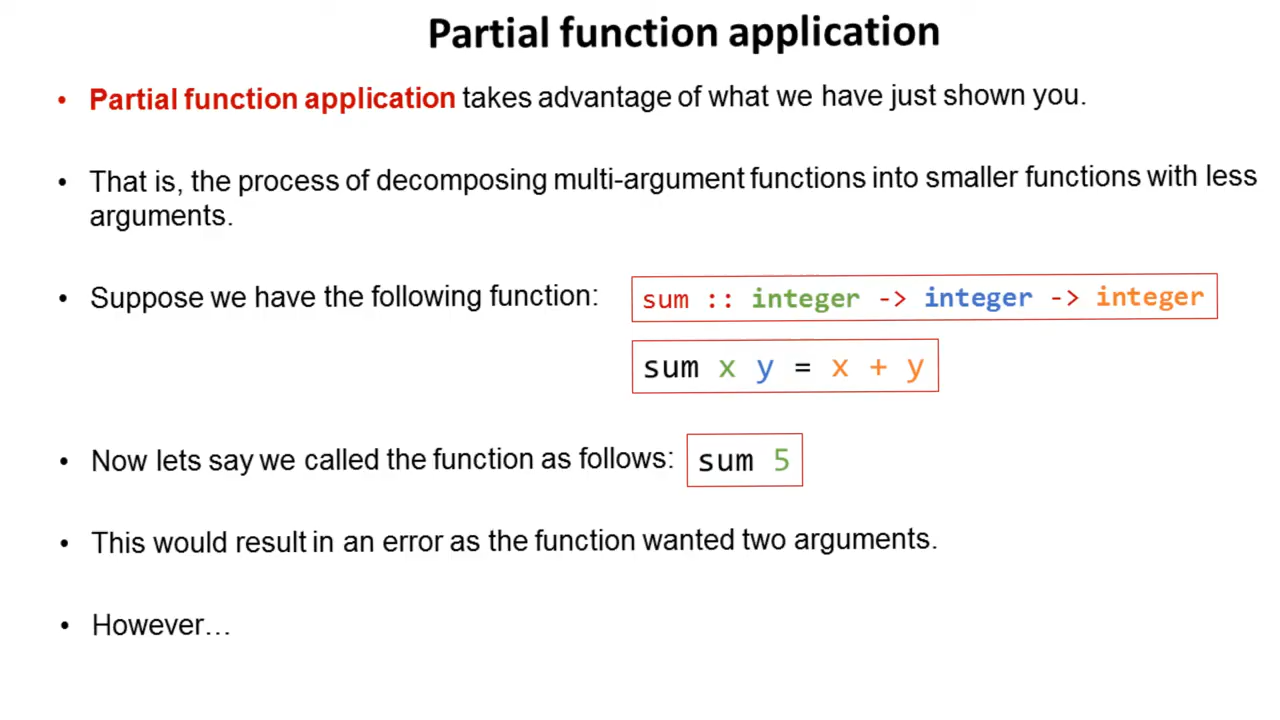 Partial function application
• Partial function application takes advantage of what we have just shown you.
• That is, the process of decomposing multi-argument functions into smaller functions with less
arguments.
• Suppose we have the following function: sum :: integer -> integer -> integer
sum x y = x + y
• Now lets say we called the function as follows: sum 5
• This would result in an error as the function wanted two arguments.
• However…